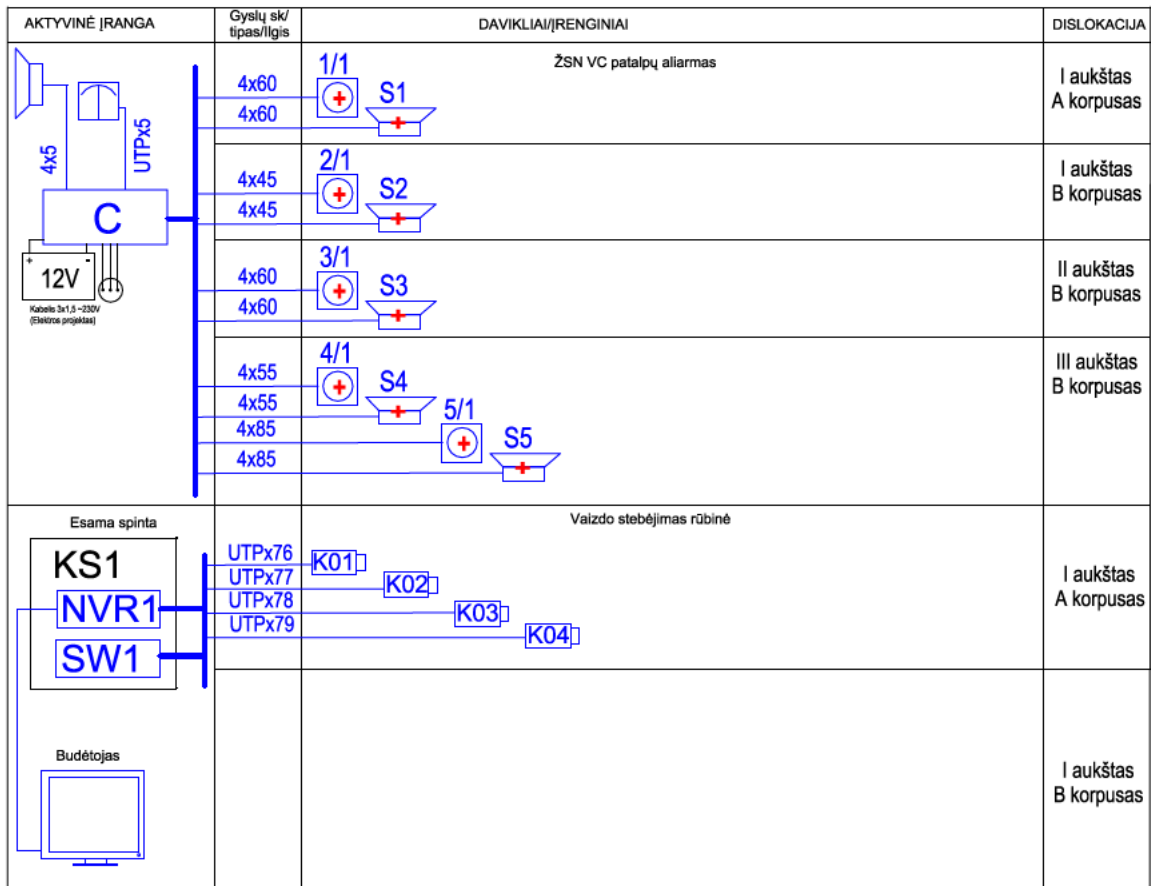 AKTYVINĖ ĮRANGA
Gyslų sk/
tipas/Ilgis
DAVIKLIAI/ĮRENGINIAI
DISLOKACIJA
ŽSN VC patalpų aliarmas
4x5
UTPx5
C
+ -
12V
Kabelis 3x1,5 ~230V
(Elektros projektas)
4x60
1/1
4x60
S1
I aukštas
A korpusas
4x45
2/1
4x45
S2
I aukštas
B korpusas
4x60
3/1
4x60
S3
II aukštas
B korpusas
4x55
4/1
4x55
S4
4x85
5/1
4x85
S5
III aukštas
B korpusas
Esama spinta
Vaizdo stebėjimas rūbinė
KS1
NVR1
SW1
UTPx76
K01
UTPx77
K02
UTPx78
K03
UTPx79
K04
I aukštas
A korpusas
Budėtojas
I aukštas
B korpusas